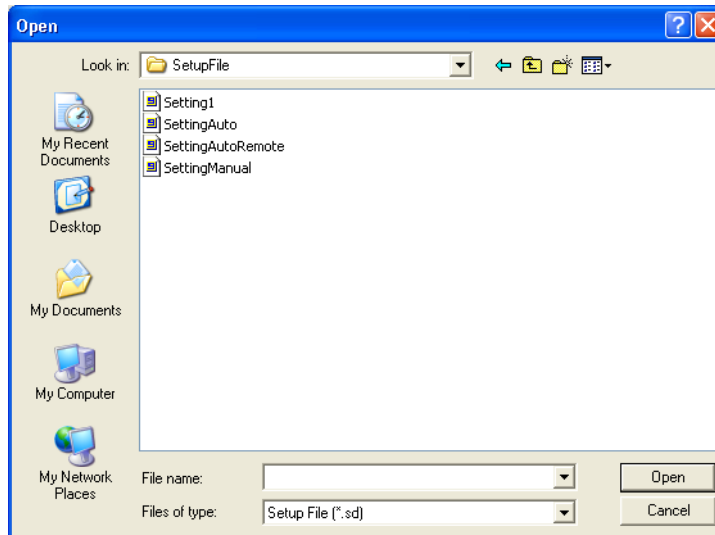 Open
Look in: SetupFile
Setting1
SettingAuto
SettingAutoRemote
SettingManual
My Recent
Documents
Desktop
My Documents
My Computer
My Network
Places
File name:
Open
Files of type: Setup File (*.sd)
Cancel